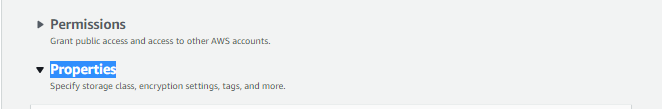 Permissions
Grant public access and access to other AWS accounts.
Properties
Specify storage class, encryption settings, tags, and more.